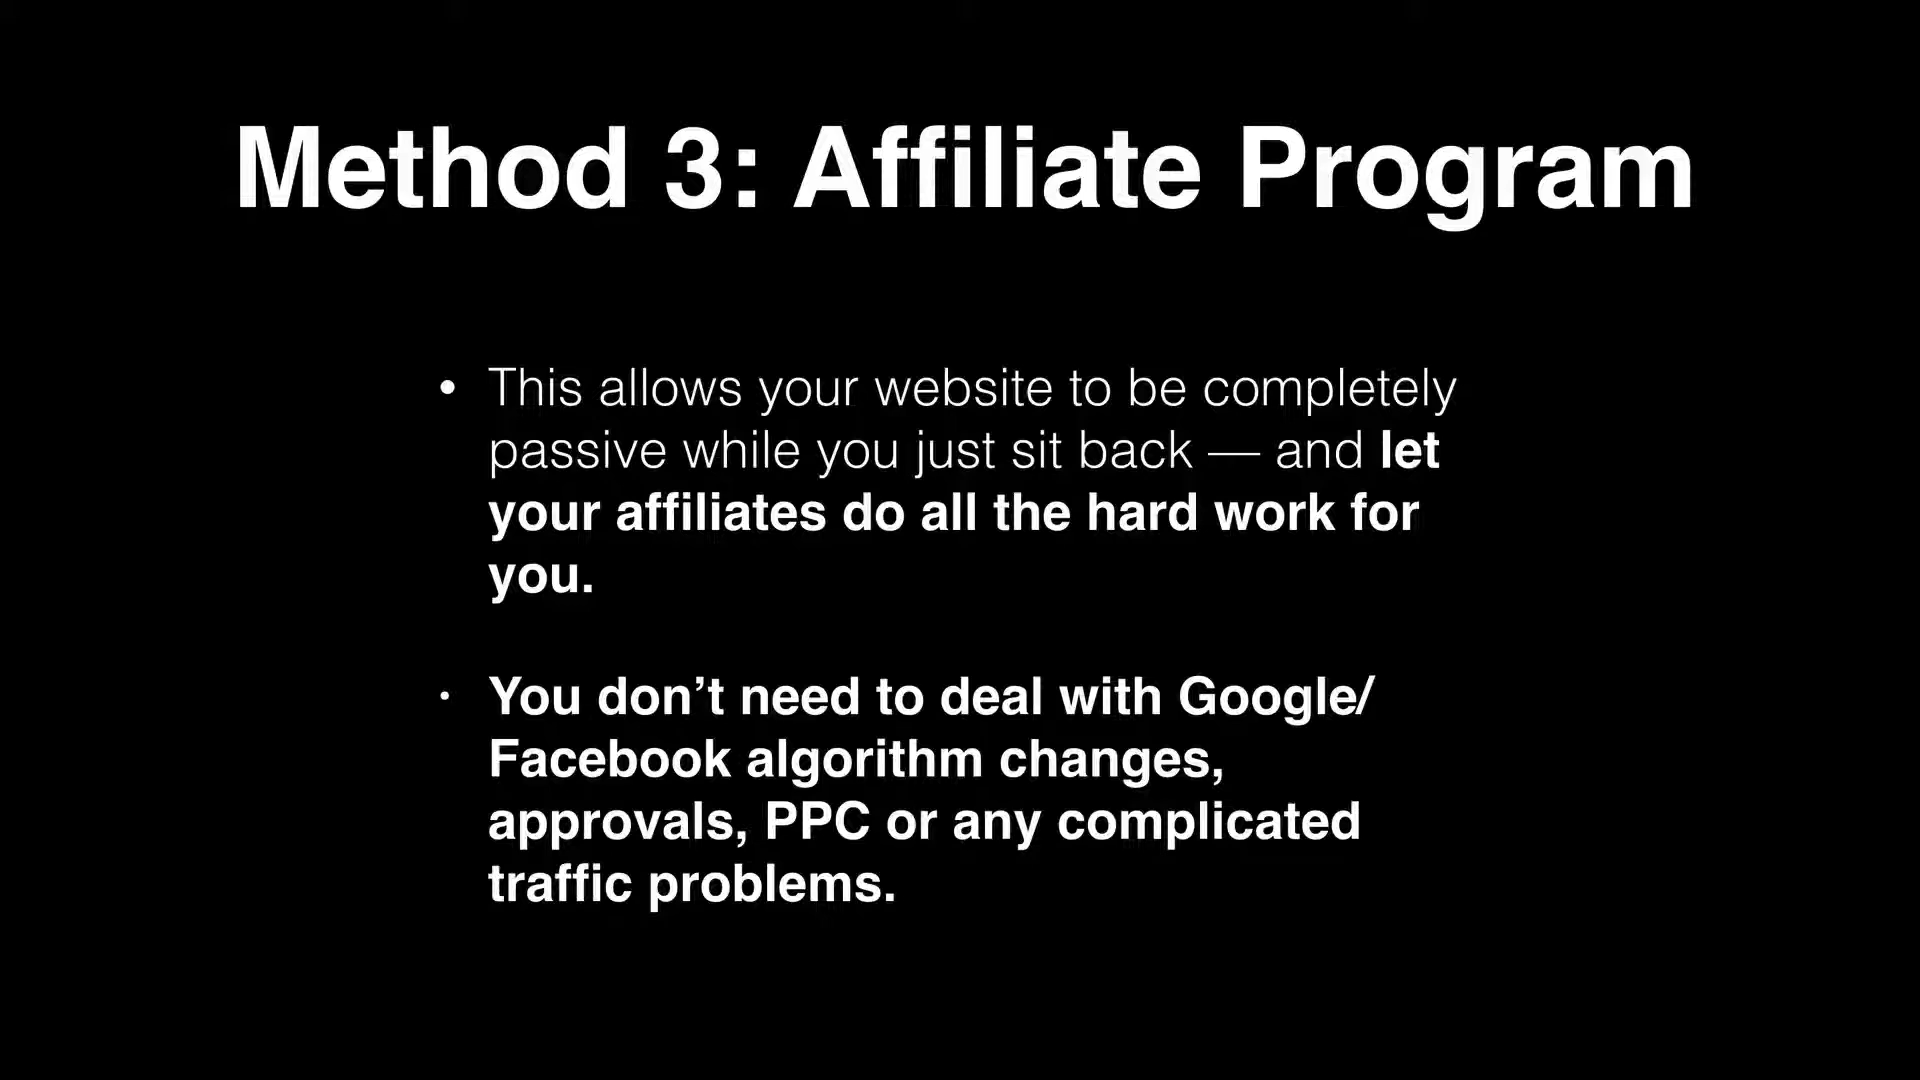 Method 3: Affiliate Program
• This allows your website to be completely
passive while you just sit back — and let
your affiliates do all the hard work for
you.
• You don’t need to deal with Google/
Facebook algorithm changes,
approvals, PPC or any complicated
traffic problems.